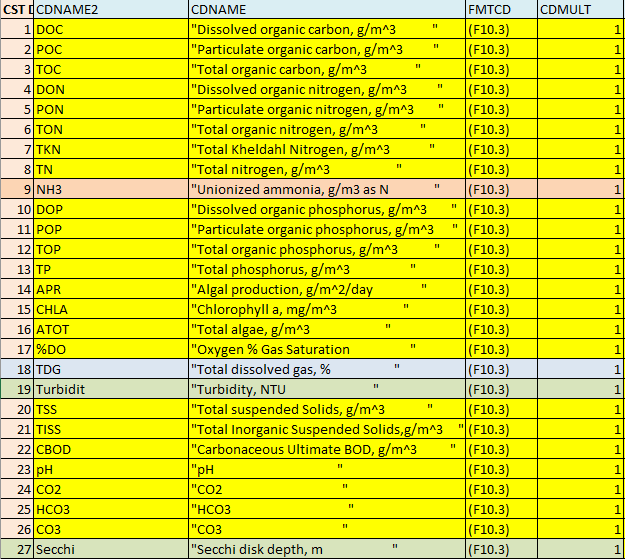 CST D CDNAME2 CDNAME FMTCD CDMULT
1 DOC "Dissolved organic carbon, g/m^3 " (F10.3) 1
2 POC "Particulate organic carbon, g/m^3 " (F10.3) 1
3 TOC "Total organic carbon, g/m^3 " (F10.3) 1
4 DON "Dissolved organic nitrogen, g/m^3 " (F10.3) 1
5 PON "Particulate organic nitrogen, g/m^3 " (F10.3) 1
6 TON "Total organic nitrogen, g/m^3 " (F10.3) 1
7 TKN "Total Kheldahl Nitrogen, g/m^3 " (F10.3) 1
8 TN "Total nitrogen, g/m^3 " (F10.3) 1
9 NH3 "Unionized ammonia, g/m3 as N " (F10.3) 1
10 DOP "Dissolved organic phosphorus, g/m^3 " (F10.3) 1
11 POP "Particulate organic phosphorus, g/m^3 " (F10.3) 1
12 TOP "Total organic phosphorus, g/m^3 " (F10.3) 1
13 TP "Total phosphorus, g/m^3 " (F10.3) 1
14 APR "Algal production, g/m^2/day " (F10.3) 1
15 CHLA "Chlorophyll a, mg/m^3 " (F10.3) 1
16 ATOT "Total algae, g/m^3 " (F10.3) 1
17 %DO "Oxygen % Gas Saturation " (F10.3) 1
18 TDG "Total dissolved gas, % " (F10.3) 1
19 Turbidit "Turbidity, NTU " (F10.3) 1
20 TSS "Total suspended Solids, g/m^3 " (F10.3) 1
21 TISS "Total Inorganic Suspended Solids,g/m^3 " (F10.3) 1
22 CBOD "Carbonaceous Ultimate BOD, g/m^3 " (F10.3) 1
23 pH "pH " (F10.3) 1
24 CO2 "CO2 " (F10.3) 1
25 HCO3 "HCO3 " (F10.3) 1
26 CO3 "CO3 " (F10.3) 1
27 Secchi "Secchi disk depth, m " (F10.3) 1